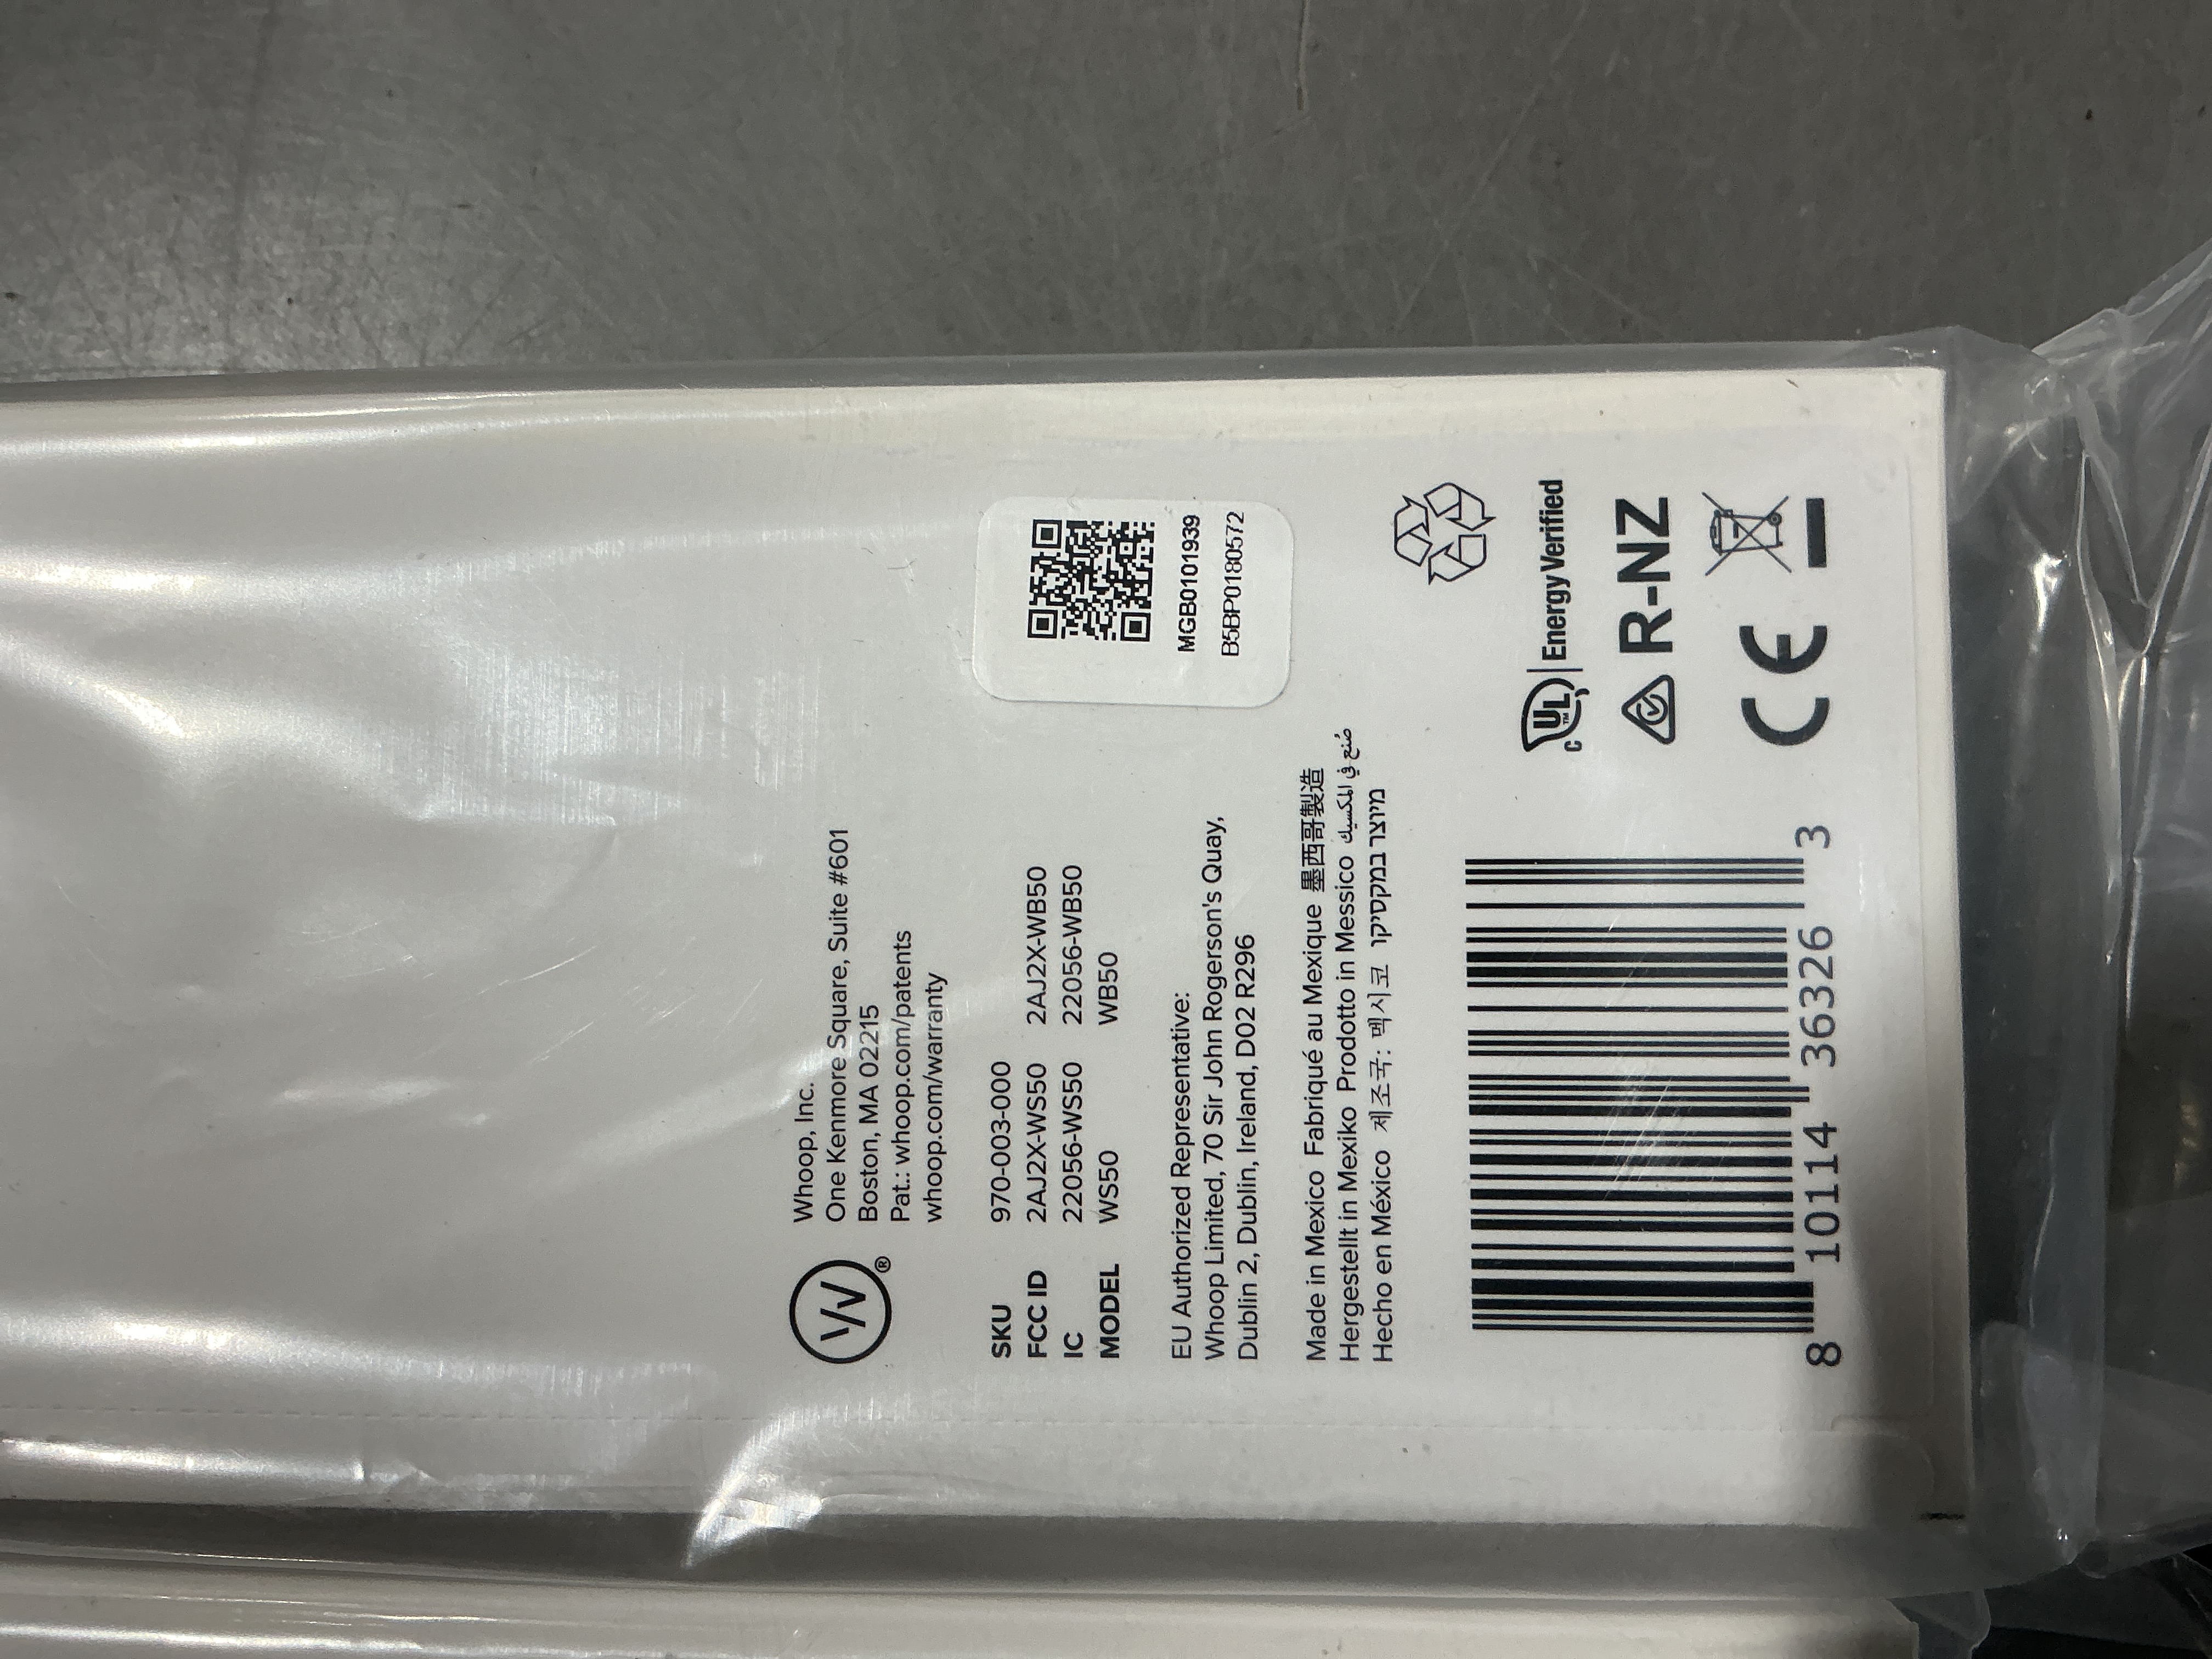 Whoop, Inc.
One Kenmore Square, Suite #601
Boston, MA 02215
Pat.: whoop.com/patents
whoop.com/warranty
W ®
SKU 970-003-000
FCC ID 2AJ2X-WS50 2AJ2X-WB50
IC 22056-WS50 22056-WB50
MODEL WS50 WB50
MGB0101939
B5BP0180572
EU Authorized Representative:
Whoop Limited, 70 Sir John Rogerson's Quay,
Dublin 2, Dublin, Ireland, D02 R296
Made in Mexico Fabriqué au Mexique 墨西哥製造
Hergestellt in Mexiko Prodotto in Messico صُنع في المكسيك
Hecho en México 제조국: 멕시코 מיוצר במקסיקו
c UL ™ EnergyVerified
R-NZ
CE
8 10114 36326 3